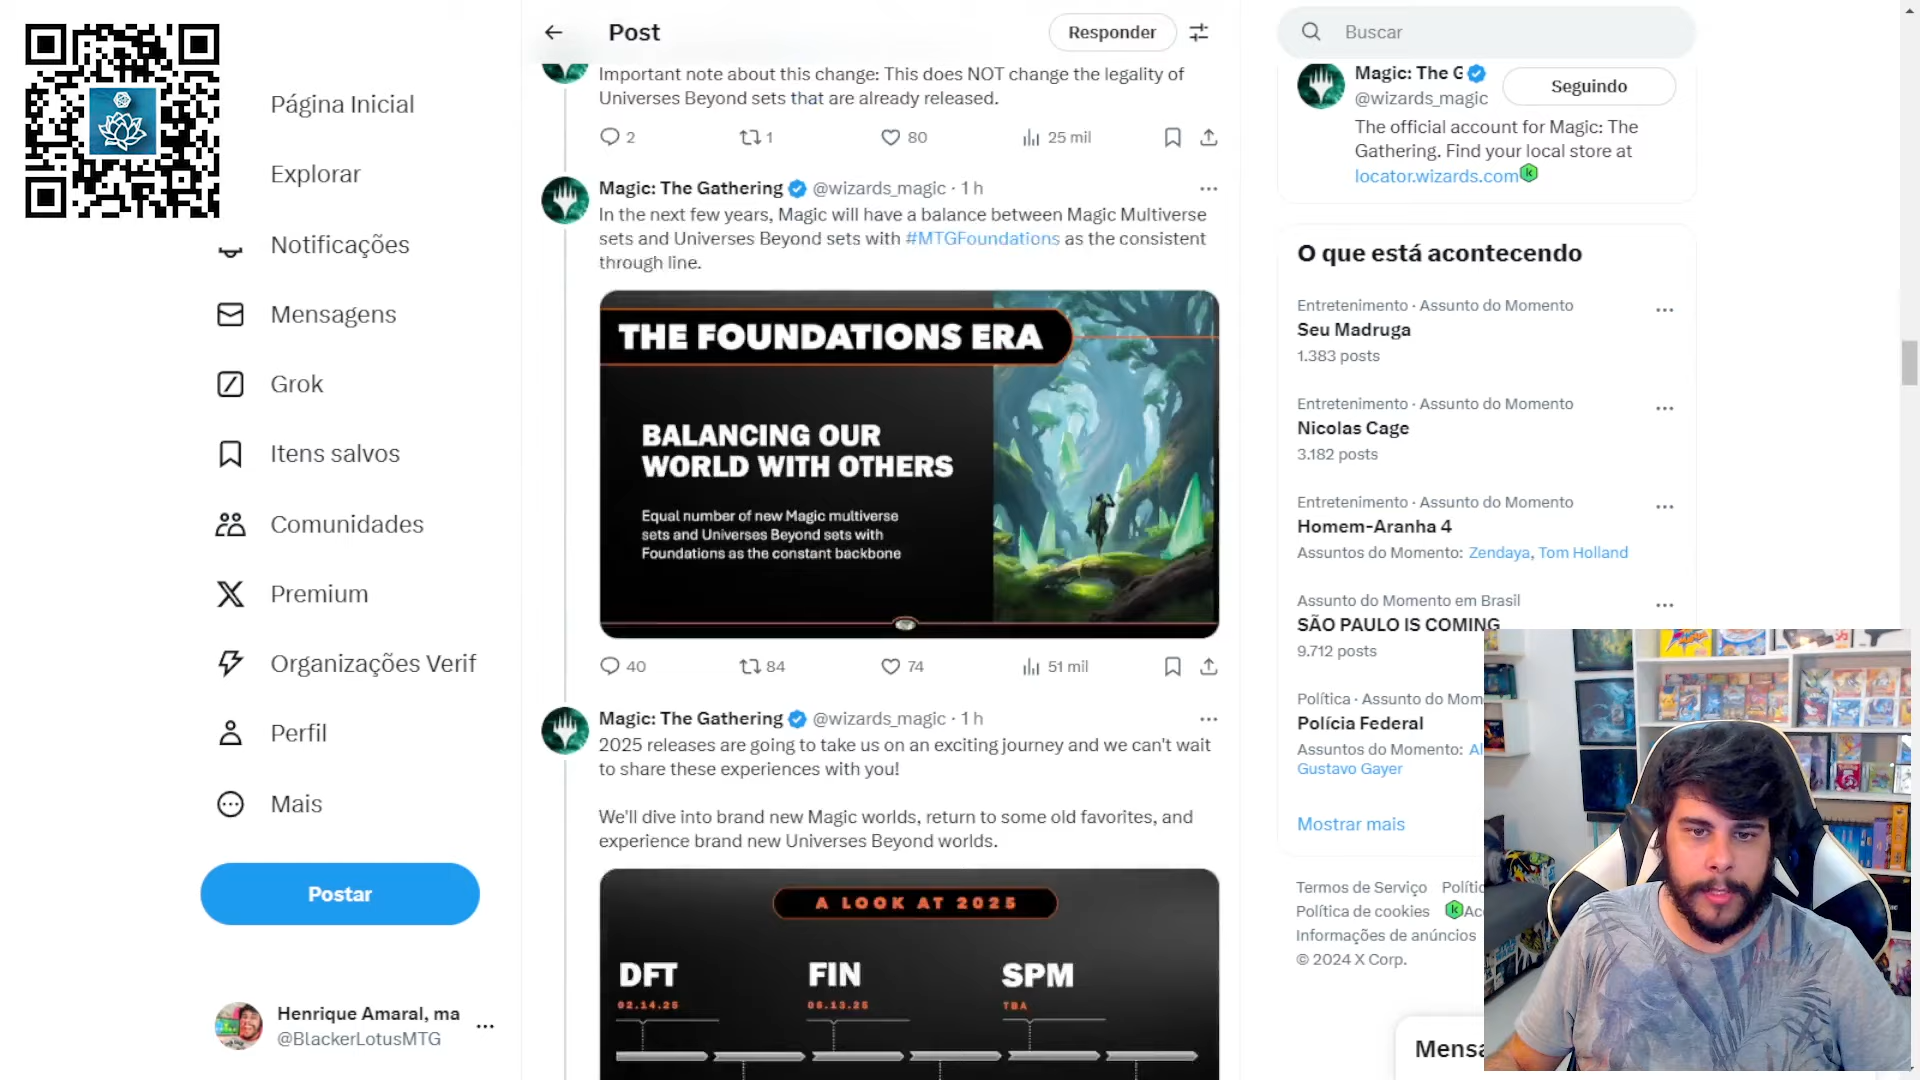 Página Inicial
Explorar
Notificações
Mensagens
Grok
Itens salvos
Comunidades
Premium
Organizações Verif
Perfil
Mais
Postar
Henrique Amaral, ma
@BlackerLotusMTG
Post
Responder
Important note about this change: This does NOT change the legality of
Universes Beyond sets that are already released.
2
1
80
25 mil
Magic: The Gathering @wizards_magic · 1 h
In the next few years, Magic will have a balance between Magic Multiverse
sets and Universes Beyond sets with #MTGFoundations as the consistent
through line.
THE FOUNDATIONS ERA
BALANCING OUR
WORLD WITH OTHERS
Equal number of new Magic multiverse
sets and Universes Beyond sets with
Foundations as the constant backbone
40
84
74
51 mil
Magic: The Gathering @wizards_magic · 1 h
2025 releases are going to take us on an exciting journey and we can't wait
to share these experiences with you!
We'll dive into brand new Magic worlds, return to some old favorites, and
experience brand new Universes Beyond worlds.
A LOOK AT 2025
DFT
02.14.25
FIN
06.13.25
SPM
TBA
Buscar
Magic: The G
@wizards_magic
Seguindo
The official account for Magic: The
Gathering. Find your local store at
locator.wizards.com
O que está acontecendo
Entretenimento · Assunto do Momento
Seu Madruga
1.383 posts
Entretenimento · Assunto do Momento
Nicolas Cage
3.182 posts
Entretenimento · Assunto do Momento
Homem-Aranha 4
Assuntos do Momento: Zendaya, Tom Holland
Assunto do Momento em Brasil
SÃO PAULO IS COMING
9.712 posts
Política · Assunto do Mom
Polícia Federal
Assuntos do Momento: Al
Gustavo Gayer
Mostrar mais
Termos de Serviço Polític
Política de cookies Ac
Informações de anúncios
© 2024 X Corp.
Mensa